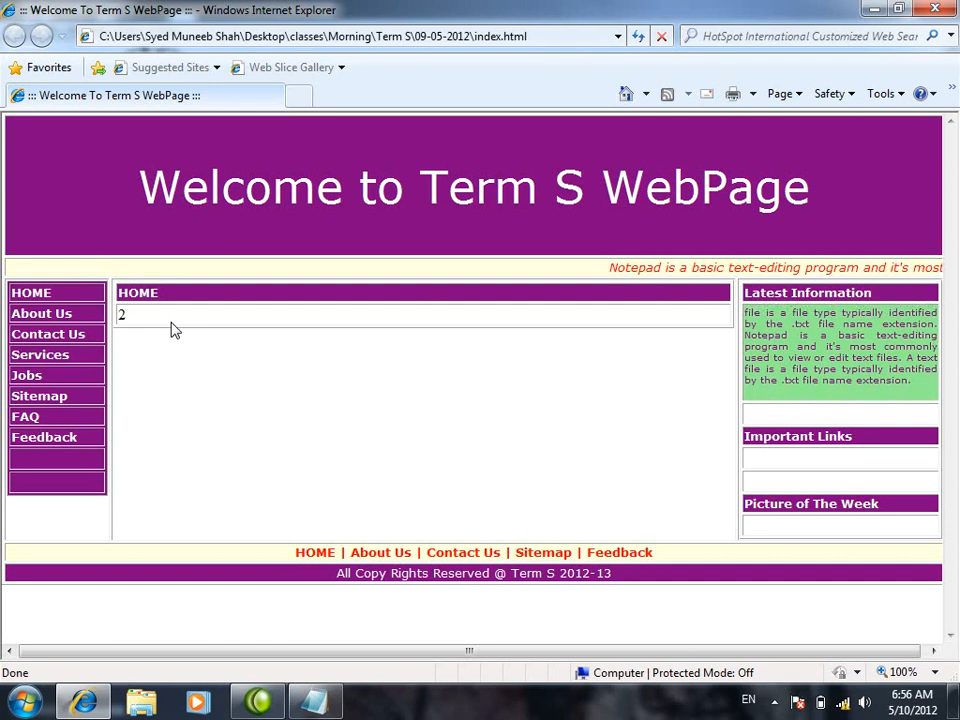 ::: Welcome To Term S WebPage ::: - Windows Internet Explorer
C:\Users\Syed Muneeb Shah\Desktop\classes\Morning\Term S\09-05-2012\index.html
HotSpot International Customized Web Sear
Favorites
Suggested Sites
Web Slice Gallery
::: Welcome To Term S WebPage :::
Page
Safety
Tools
»
Welcome to Term S WebPage
Notepad is a basic text-editing program and it's most
HOME
About Us
Contact Us
Services
Jobs
Sitemap
FAQ
Feedback
HOME
2
Latest Information
file is a file type typically identified
by the .txt file name extension.
Notepad is a basic text-editing
program and it's most commonly
used to view or edit text files. A text
file is a file type typically identified
by the .txt file name extension.
Important Links
Picture of The Week
HOME | About Us | Contact Us | Sitemap | Feedback
All Copy Rights Reserved @ Term S 2012-13
Done
Computer | Protected Mode: Off
100%
EN
6:56 AM
5/10/2012